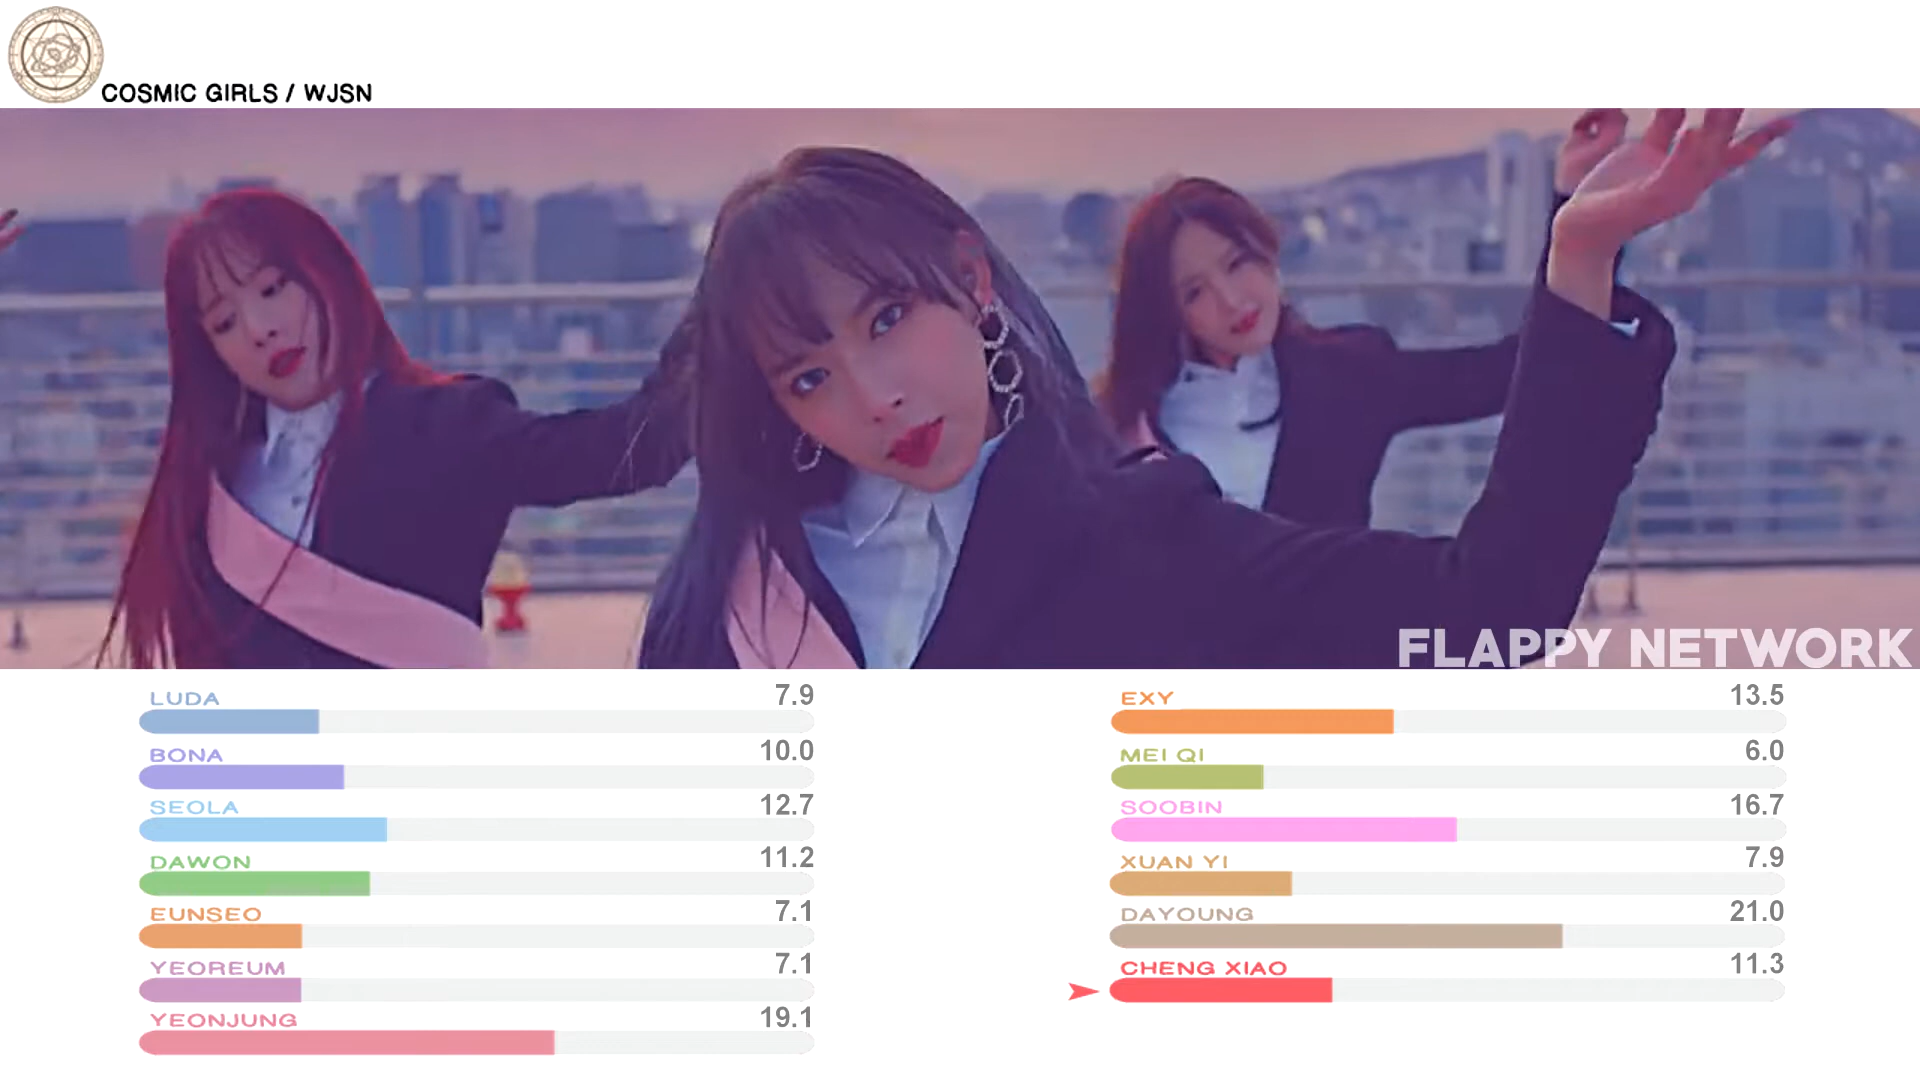 COSMIC GIRLS / WJSN
FLAPPY NETWORK
LUDA 7.9
BONA 10.0
SEOLA 12.7
DAWON 11.2
EUNSEO 7.1
YEOREUM 7.1
YEONJUNG 19.1
EXY 13.5
MEI QI 6.0
SOOBIN 16.7
XUAN YI 7.9
DAYOUNG 21.0
CHENG XIAO 11.3